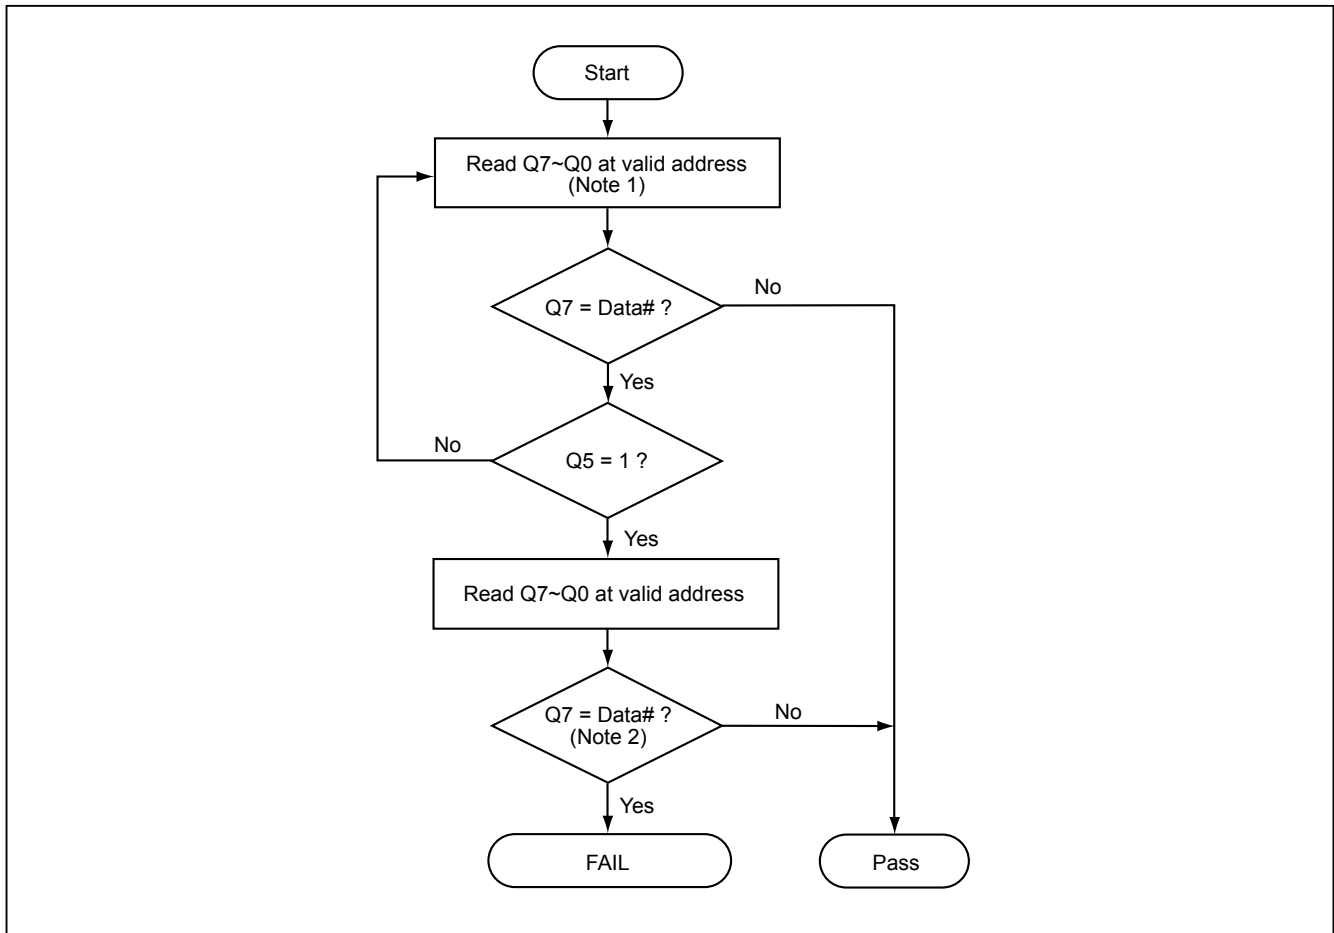 Start
Read Q7~Q0 at valid address
(Note 1)
Q7 = Data# ?
No
Yes
No
Q5 = 1 ?
Yes
Read Q7~Q0 at valid address
Q7 = Data# ?
(Note 2)
No
Yes
FAIL
Pass